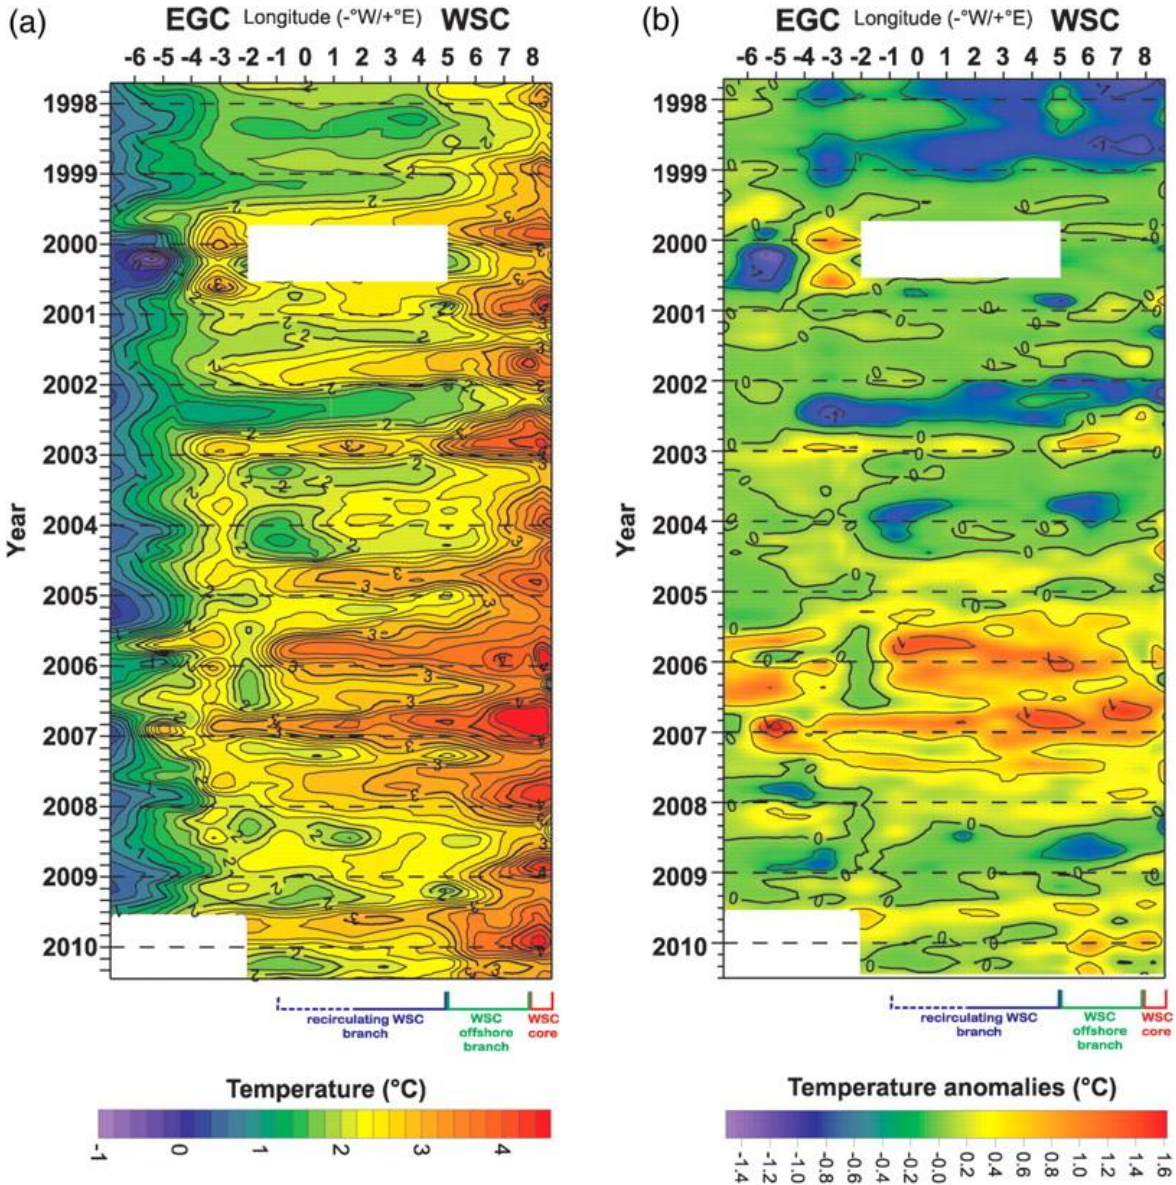 (a) EGC Longitude (-°W/+°E) WSC
-6 -5 -4 -3 -2 -1 0 1 2 3 4 5 6 7 8
1998
1999
2000
2001
2002
2003
2004
2005
2006
2007
2008
2009
2010
Year
recirculating WSC
branch
WSC
offshore
branch
WSC
core
Temperature (°C)
-1 0 1 2 3 4
(b) EGC Longitude (-°W/+°E) WSC
-6 -5 -4 -3 -2 -1 0 1 2 3 4 5 6 7 8
1998
1999
2000
2001
2002
2003
2004
2005
2006
2007
2008
2009
2010
Year
recirculating WSC
branch
WSC
offshore
branch
WSC
core
Temperature anomalies (°C)
-1.4 -1.2 -1.0 -0.8 -0.6 -0.4 -0.2 -0.0 0.2 0.4 0.6 0.8 1.0 1.2 1.4 1.6